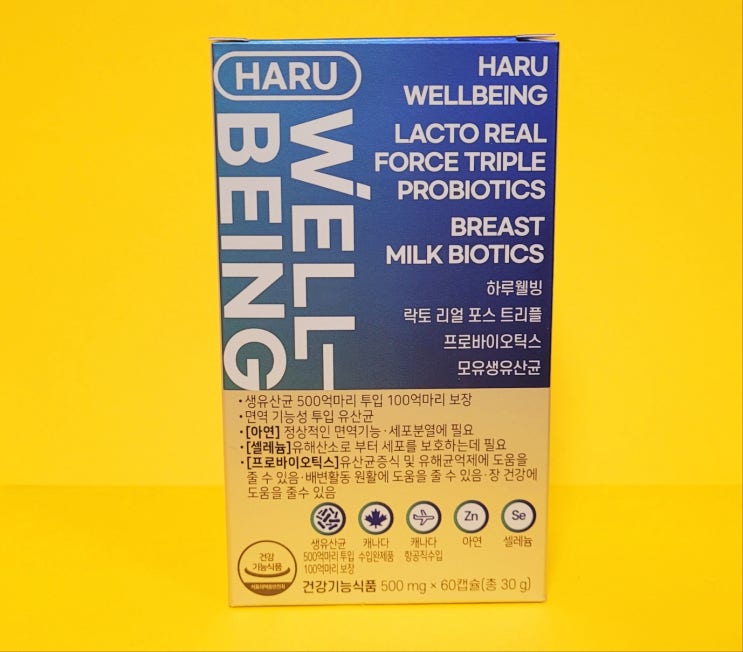 HARU
WELL-
BEING
HARU
WELLBEING
LACTO REAL
FORCE TRIPLE
PROBIOTICS
BREAST
MILK BIOTICS
하루웰빙
락토 리얼 포스 트리플
프로바이오틱스
모유생유산균
•생유산균 500억마리 투입 100억마리 보장
•면역 기능성 투입 유산균
•[아연] 정상적인 면역기능·세포분열에 필요
•[셀레늄]유해산소로 부터 세포를 보호하는데 필요
•[프로바이오틱스]유산균증식 및 유해균억제에 도움을
줄 수 있음·배변활동 원활에 도움을 줄 수 있음·장 건강에
도움을 줄수 있음
Zn
Se
생유산균
500억마리 투입
100억마리 보장
캐나다
수입완제품
캐나다
항공직수입
아연
셀레늄
건강
기능식품
식품의약품안전처
건강기능식품 500 mg × 60캡슐(총 30 g)